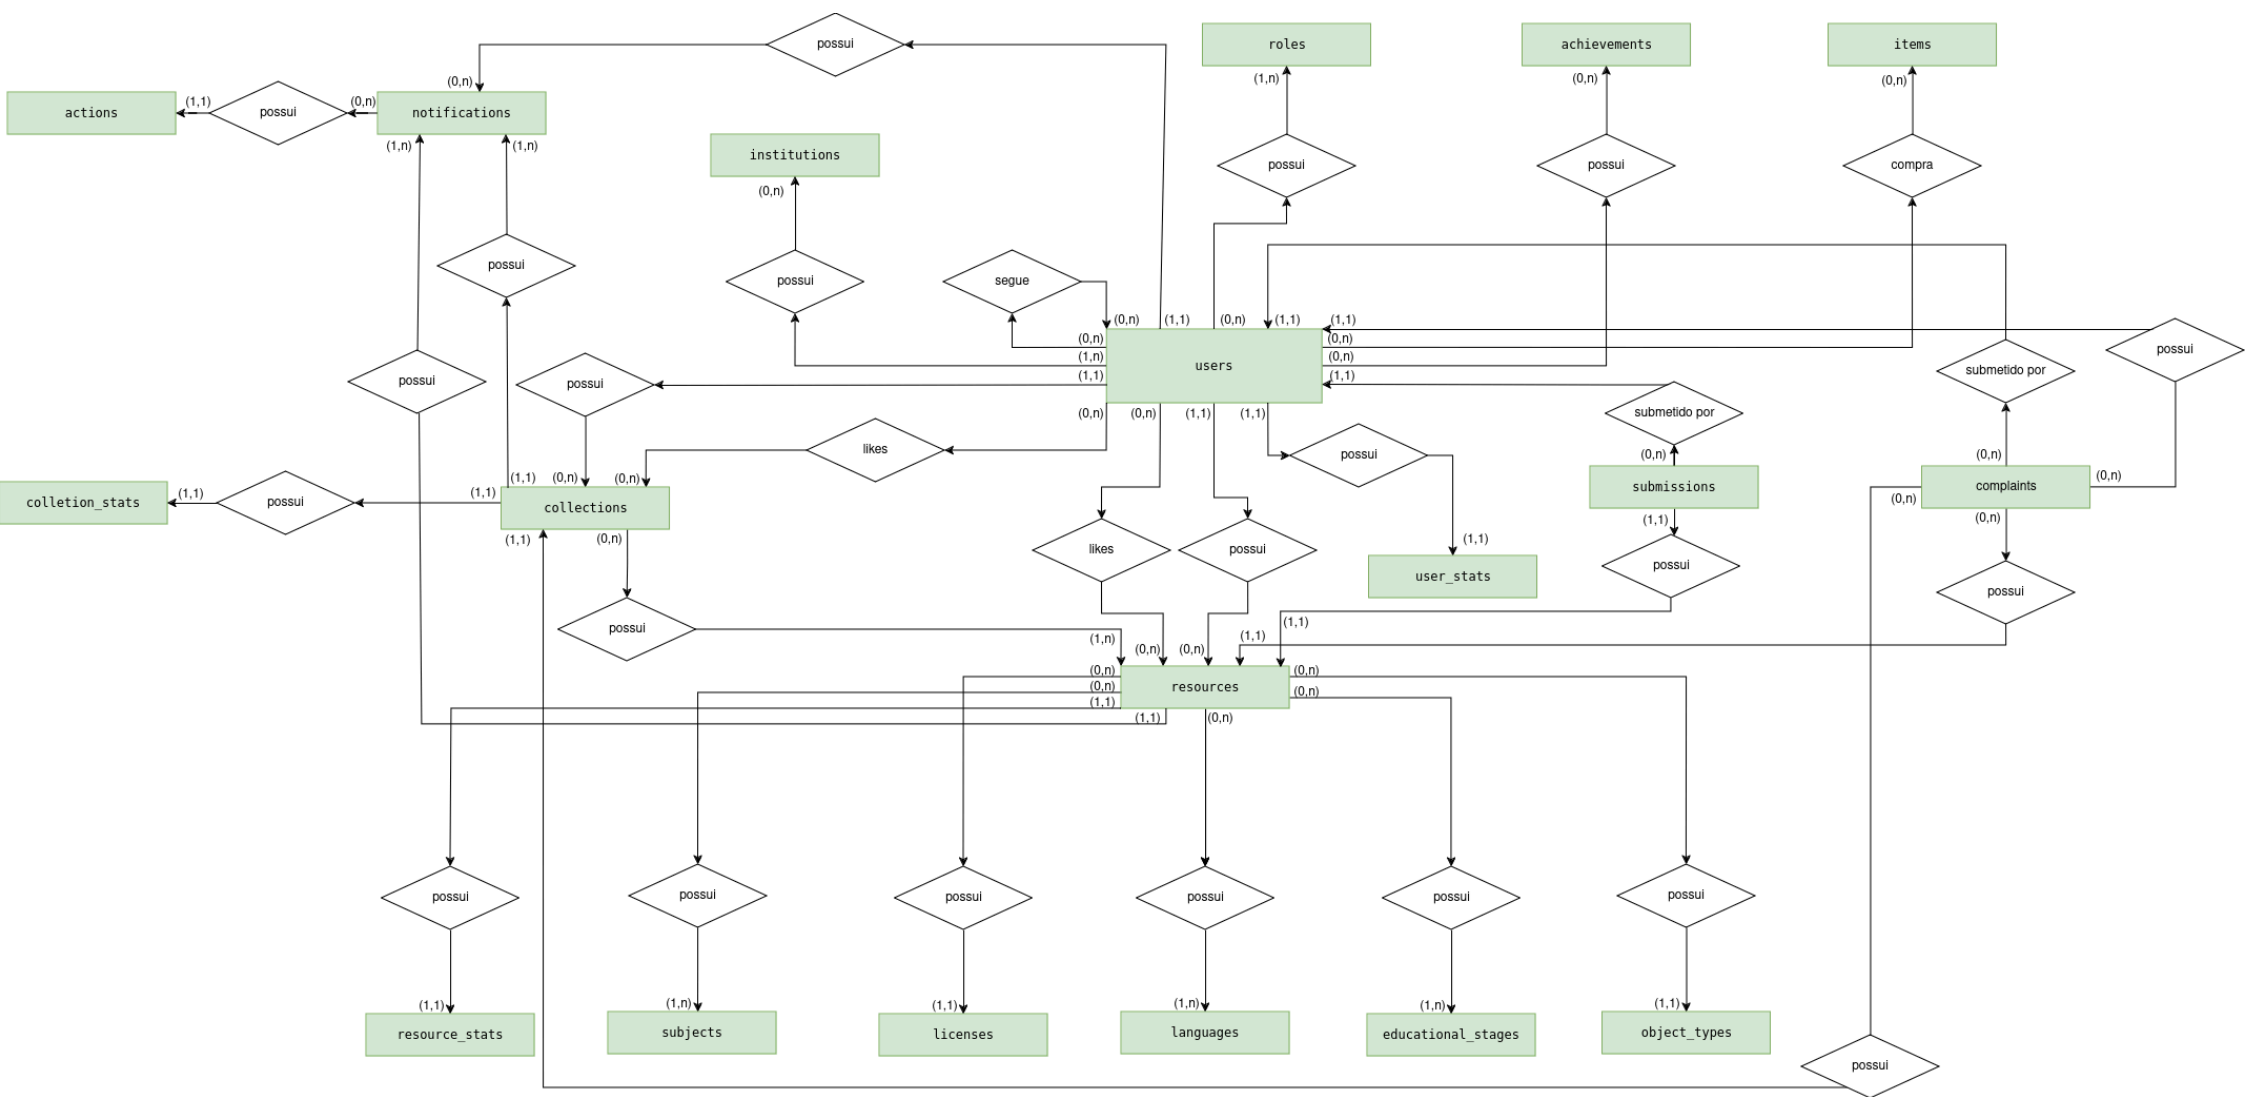 possui
roles
achievements
items
(0,n)
(1,n)
(0,n)
(0,n)
actions
(1,1)
possui
(0,n)
notifications
(1,n)
(1,n)
institutions
(0,n)
possui
possui
compra
possui
possui
segue
(0,n)
(1,1)
(0,n)
(1,1)
(1,1)
(0,n)
(0,n)
(1,n)
(0,n)
(1,1)
(1,1)
users
possui
submetido por
possui
possui
(0,n)
(0,n)
(1,1)
(1,1)
submetido por
likes
possui
(0,n)
(0,n)
colletion_stats
(1,1)
possui
(1,1)
(1,1)
(0,n)
(0,n)
collections
(1,1)
(0,n)
submissions
(1,1)
complaints
(0,n)
(0,n)
(0,n)
likes
possui
(1,1)
user_stats
possui
possui
possui
(1,n)
(0,n)
(0,n)
(1,1)
(1,1)
(0,n)
(0,n)
(1,1)
(1,1)
resources
(0,n)
(0,n)
(0,n)
possui
possui
possui
possui
possui
possui
(1,1)
(1,n)
(1,1)
(1,n)
(1,n)
(1,1)
resource_stats
subjects
licenses
languages
educational_stages
object_types
possui